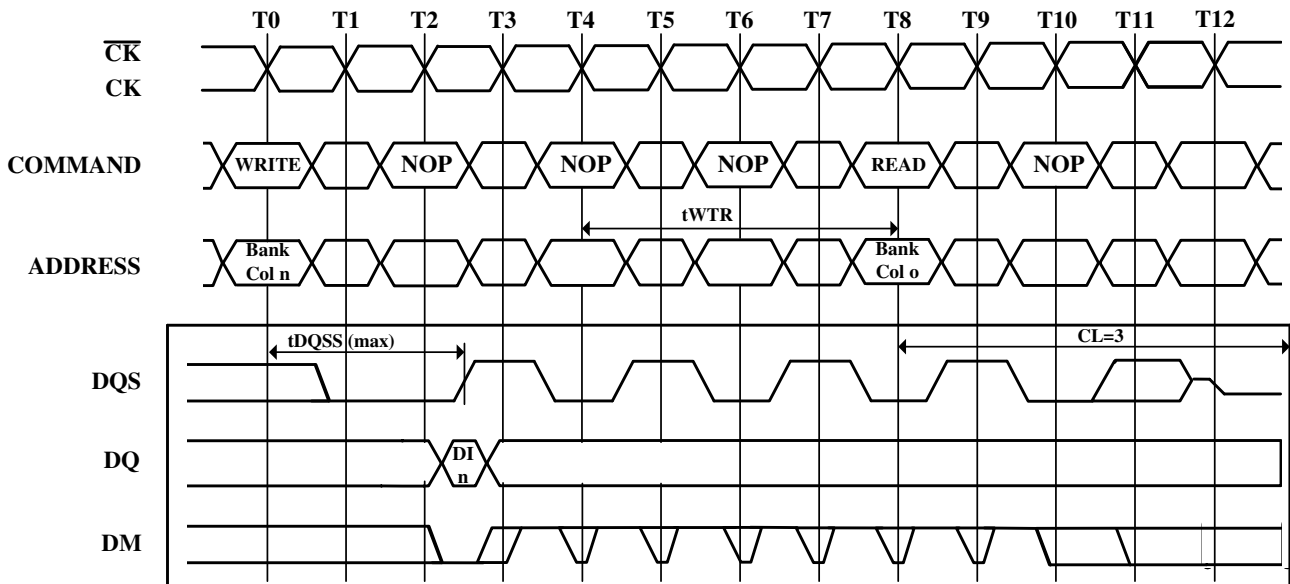 T0 T1 T2 T3 T4 T5 T6 T7 T8 T9 T10 T11 T12
CK
CK
COMMAND WRITE NOP NOP NOP READ NOP
tWTR
ADDRESS Bank Col n Bank Col o
tDQSS (max) CL=3
DQS
DQ DI n
DM